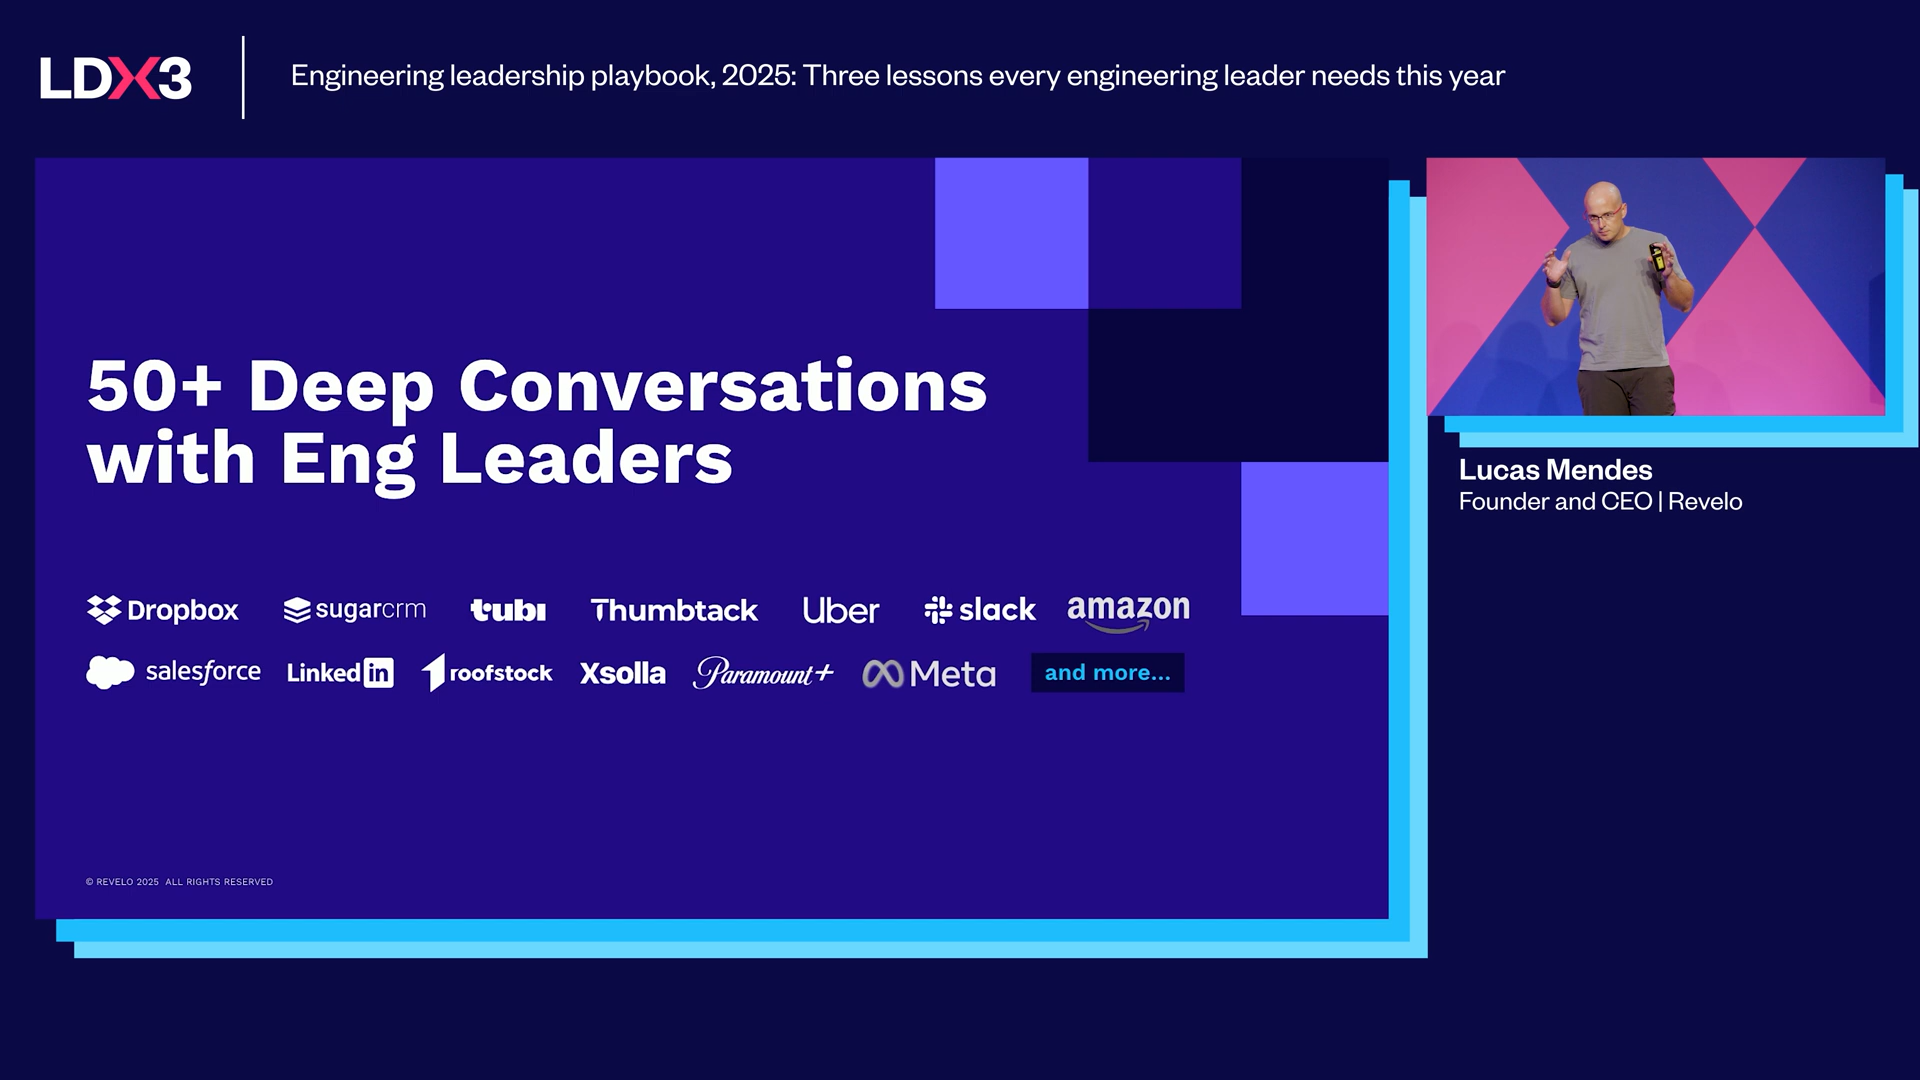 LDX3
Engineering leadership playbook, 2025: Three lessons every engineering leader needs this year
50+ Deep Conversations
with Eng Leaders
Dropbox sugarcrm tubi Thumbtack Uber slack amazon
salesforce Linked in roofstock Xsolla Paramount+ Meta and more...
© REVELO 2025 ALL RIGHTS RESERVED
Lucas Mendes
Founder and CEO | Revelo